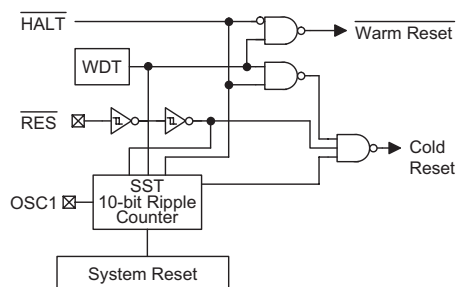 HALT
Warm Reset
WDT
RES
Cold
Reset
SST
OSC1
10-bit Ripple
Counter
System Reset